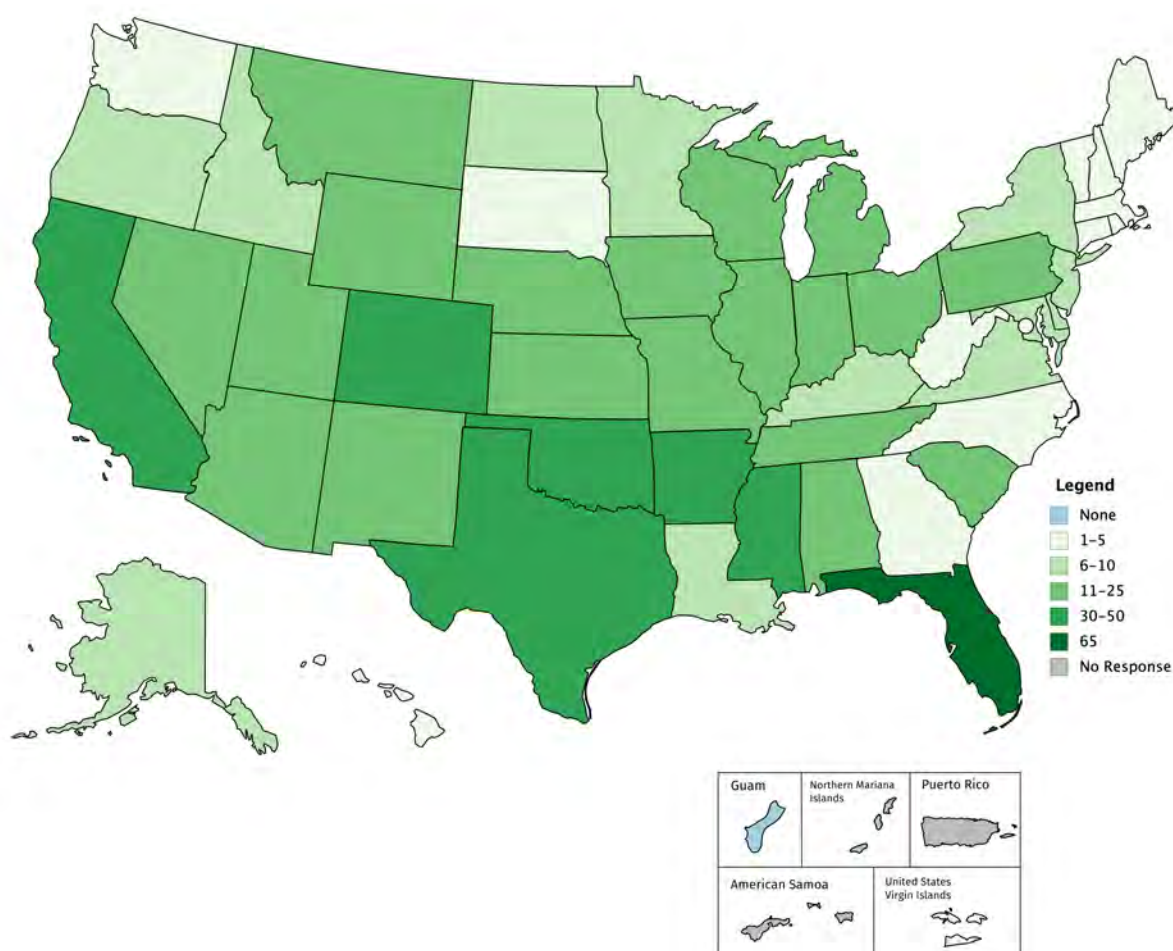 Legend
None
1–5
6–10
11–25
30–50
65
No Response
Guam
Northern Mariana
Islands
Puerto Rico
American Samoa
United States
Virgin Islands